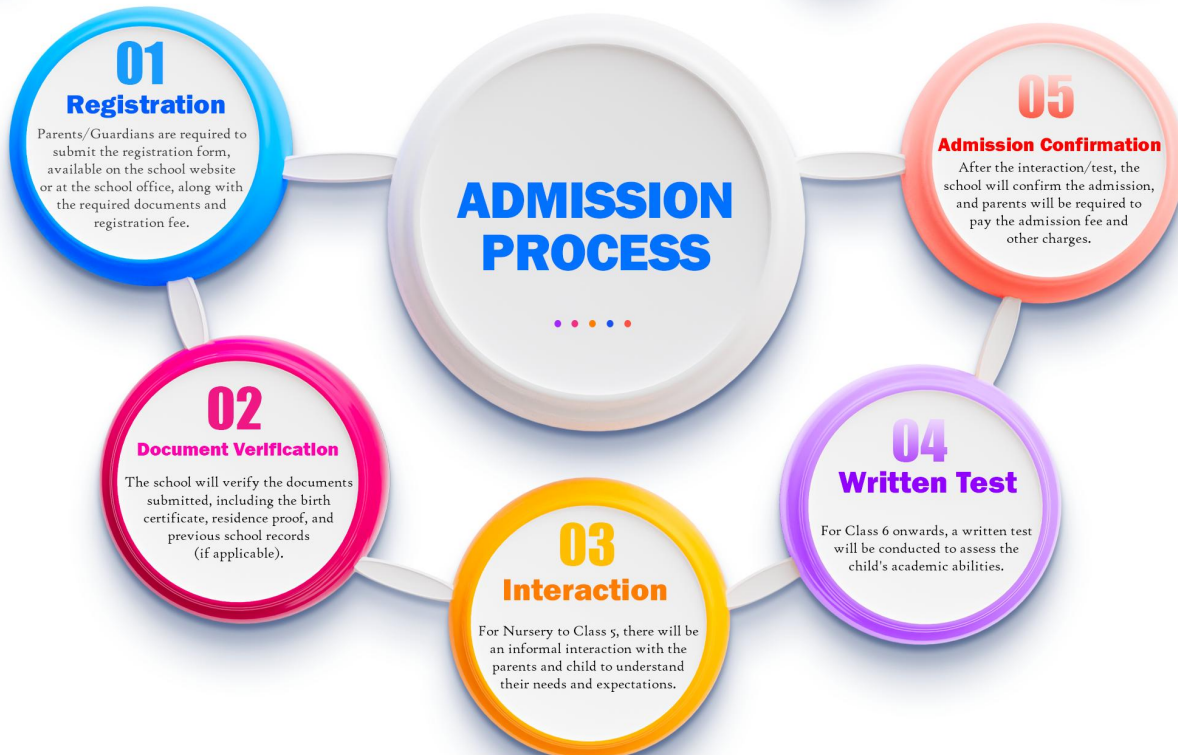 ADMISSION
PROCESS
01
Registration
Parents/Guardians are required to
submit the registration form,
available on the school website
or at the school office, along with
the required documents and
registration fee.
02
Document Verification
The school will verify the documents
submitted, including the birth
certificate, residence proof, and
previous school records
(if applicable).
03
Interaction
For Nursery to Class 5, there will be
an informal interaction with the
parents and child to understand
their needs and expectations.
04
Written Test
For Class 6 onwards, a written test
will be conducted to assess the
child's academic abilities.
05
Admission Confirmation
After the interaction/test, the
school will confirm the admission,
and parents will be required to
pay the admission fee and
other charges.